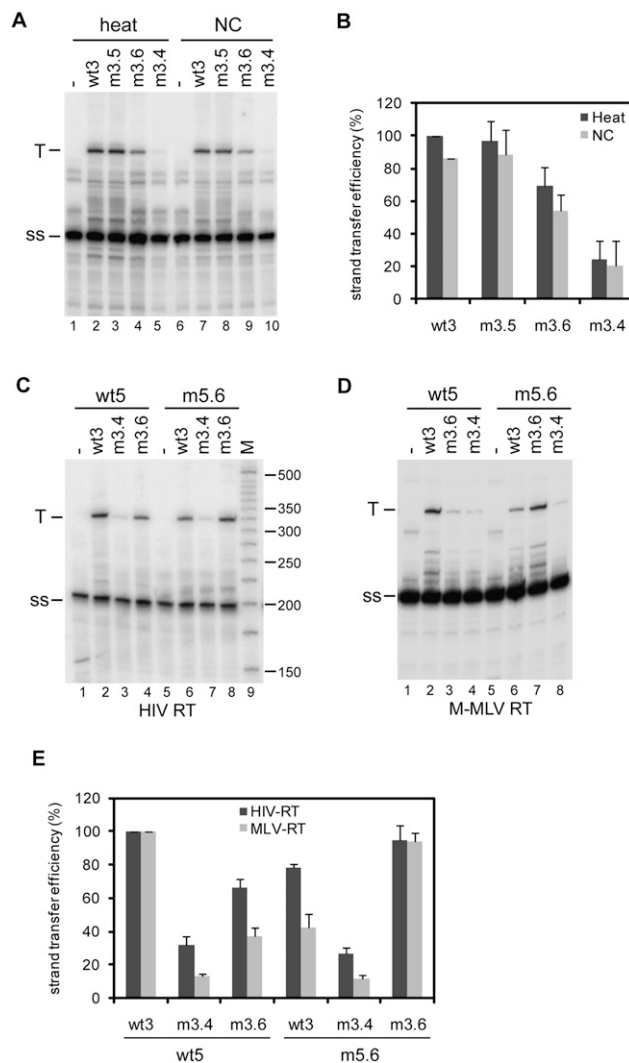 A
heat NC
- wt3 m3.5 m3.6 m3.4 - wt3 m3.5 m3.6 m3.4
T
ss
1 2 3 4 5 6 7 8 9 10
B
strand transfer efficiency (%)
120
100
80
60
40
20
0
Heat
NC
wt3 m3.5 m3.6 m3.4
C
wt5 m5.6
- wt3 m3.4 m3.6 - wt3 m3.4 m3.6 M
T
ss
500
350
300
250
200
150
1 2 3 4 5 6 7 8 9
HIV RT
D
wt5 m5.6
- wt3 m3.6 m3.4 - wt3 m3.6 m3.4
T
ss
1 2 3 4 5 6 7 8
M-MLV RT
E
strand transfer efficiency (%)
120
100
80
60
40
20
0
HIV-RT
MLV-RT
wt3 m3.4 m3.6 wt3 m3.4 m3.6
wt5 m5.6